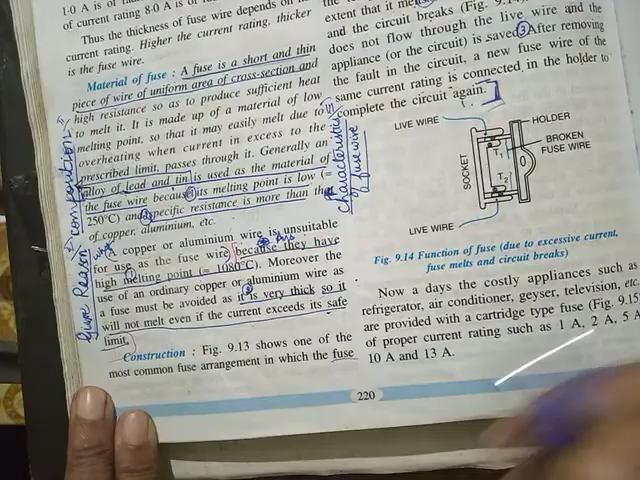 1·0 A is of
of current rating 8·0 A is of
Thus the thickness of fuse wire depends on
current rating. Higher the current rating, thicker
is the fuse wire.
Material of fuse : A fuse is a short and thin
piece of wire of uniform area of cross-section and
high resistance so as to produce sufficient heat
to melt it. It is made up of a material of low
melting point, so that it may easily melt due to
overheating when current in excess to the
prescribed limit, passes through it. Generally an
alloy of lead and tin is used as the material of
the fuse wire because its melting point is low (≈
250°C) and specific resistance is more than
of copper, aluminium, etc.
A copper or aluminium wire is unsuitable
for use as the fuse wire because they have
high melting point (≈ 1080°C). Moreover the
use of an ordinary copper or aluminium wire as
a fuse must be avoided as it is very thick so it
will not melt even if the current exceeds its safe
limit.
Construction : Fig. 9.13 shows one of the
most common fuse arrangement in which the fuse
composition
Give Reason
Characteristics
of fuse wire
extent that it
and the circuit breaks (Fig. 9.14).
does not flow through the live wire and the
appliance (or the circuit) is saved. After removing
the fault in the circuit, a new fuse wire of the
same current rating is connected in the holder to
complete the circuit again.
LIVE WIRE
HOLDER
BROKEN
FUSE WIRE
SOCKET
T1
T2
LIVE WIRE
Fig. 9.14 Function of fuse (due to excessive current,
fuse melts and circuit breaks)
Now a days the costly appliances such as
refrigerator, air conditioner, geyser, television, etc.
are provided with a cartridge type fuse (Fig. 9.15)
of proper current rating such as 1 A, 2 A, 5 A
10 A and 13 A.
220